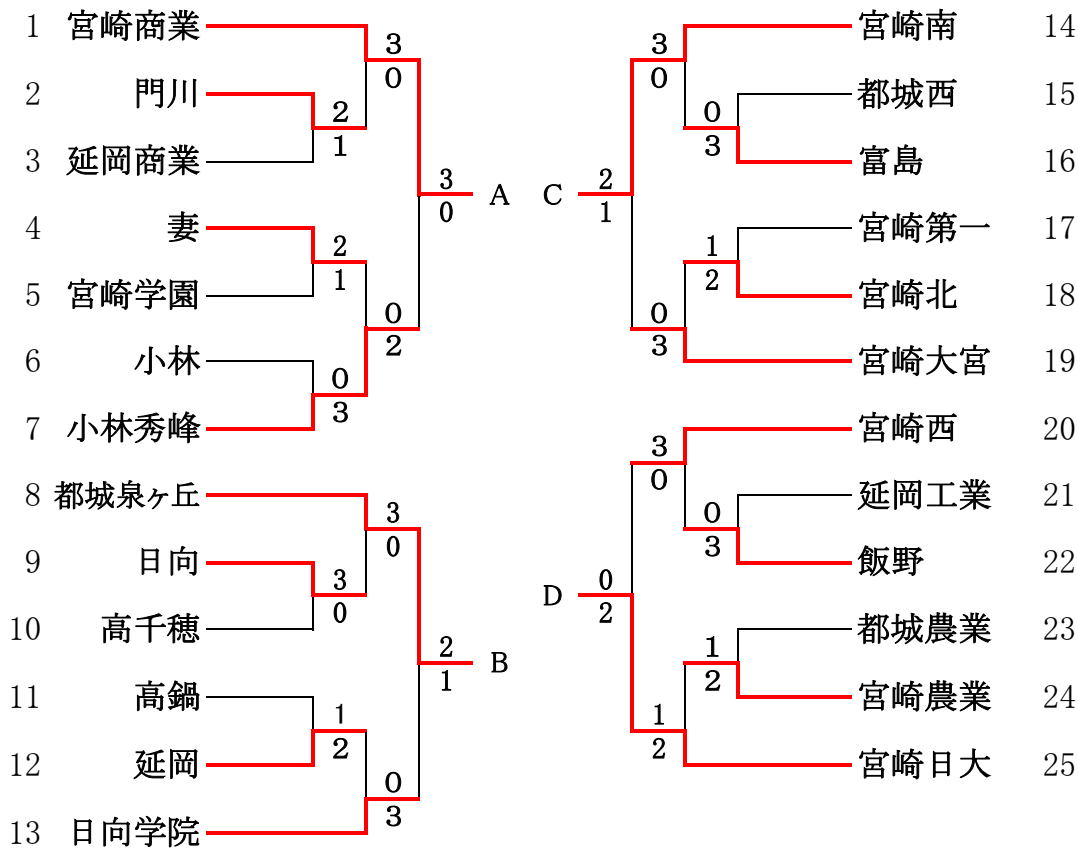 1 宮崎商業
3
0
2 門川
2
1
3 延岡商業
3
0
A
4 妻
2
1
5 宮崎学園
0
2
6 小林
0
3
7 小林秀峰
8 都城泉ヶ丘
3
0
9 日向
3
0
10 高千穂
2
1
B
11 高鍋
1
2
12 延岡
0
3
13 日向学院
宮崎南 14
3
0
都城西 15
0
3
富島 16
C
2
1
宮崎第一 17
1
2
宮崎北 18
0
3
宮崎大宮 19
宮崎西 20
3
0
延岡工業 21
0
3
飯野 22
D
0
2
都城農業 23
1
2
宮崎農業 24
1
2
宮崎日大 25